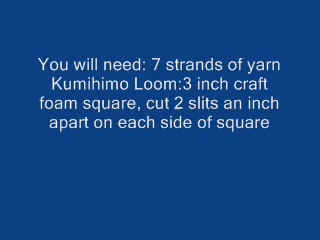 You will need: 7 strands of yarn
Kumihimo Loom:3 inch craft
foam square, cut 2 slits an inch
apart on each side of square